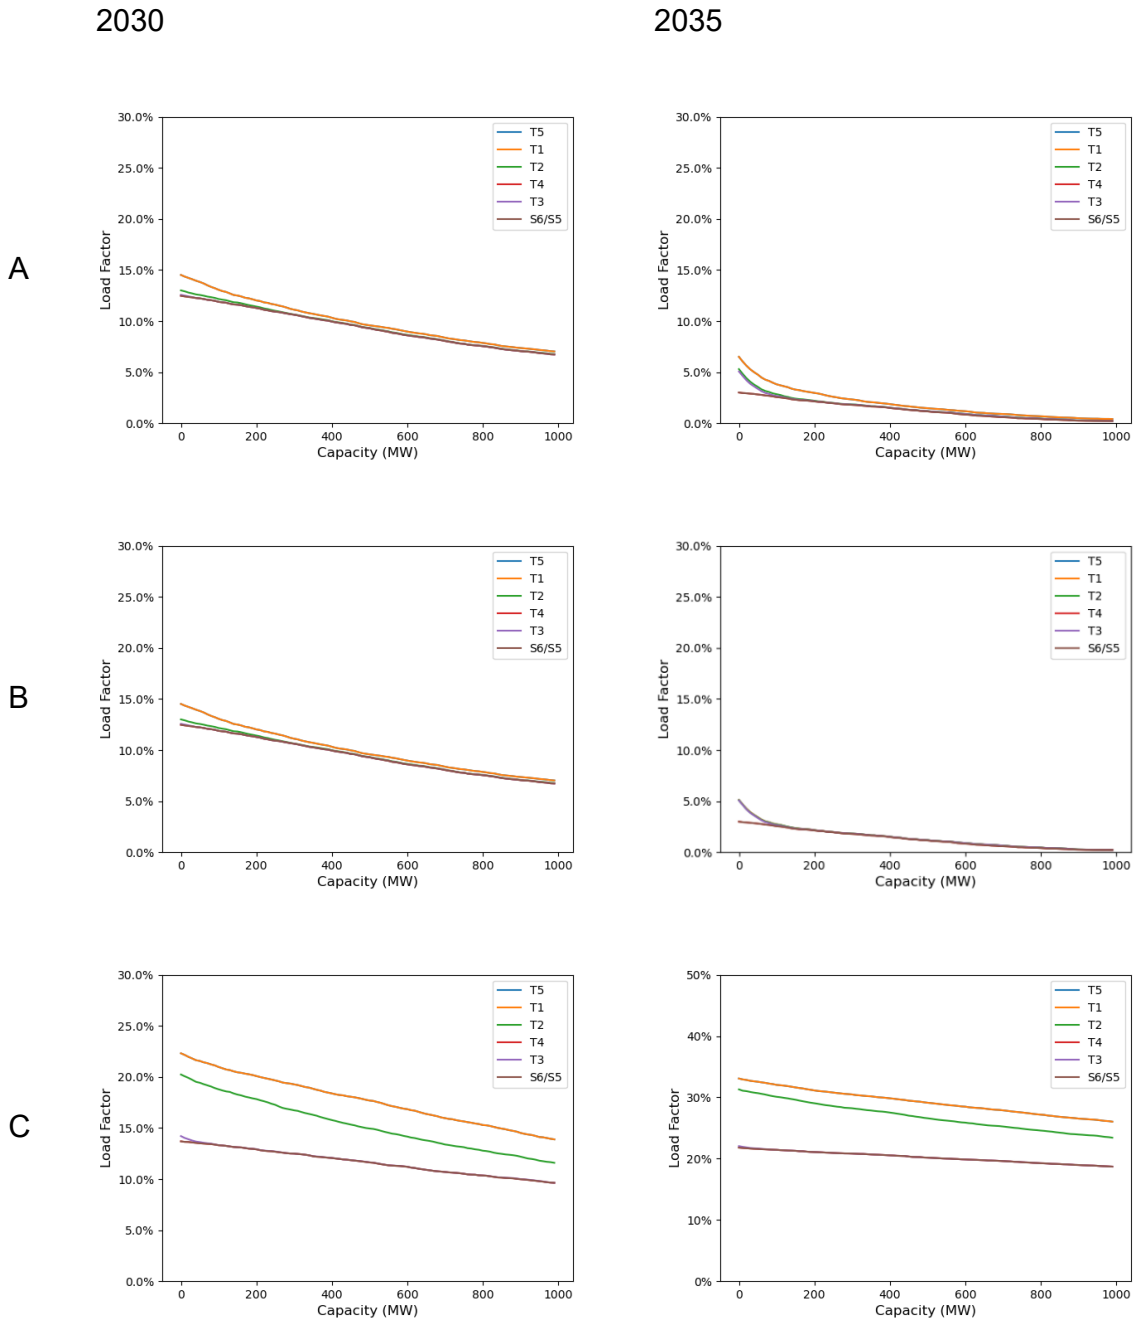 2030
2035
A
30.0%
25.0%
20.0%
15.0%
10.0%
5.0%
0.0%
Load Factor
0 200 400 600 800 1000
Capacity (MW)
T5
T1
T2
T4
T3
S6/S5
30.0%
25.0%
20.0%
15.0%
10.0%
5.0%
0.0%
Load Factor
0 200 400 600 800 1000
Capacity (MW)
T5
T1
T2
T4
T3
S6/S5
B
30.0%
25.0%
20.0%
15.0%
10.0%
5.0%
0.0%
Load Factor
0 200 400 600 800 1000
Capacity (MW)
T5
T1
T2
T4
T3
S6/S5
30.0%
25.0%
20.0%
15.0%
10.0%
5.0%
0.0%
Load Factor
0 200 400 600 800 1000
Capacity (MW)
T5
T1
T2
T4
T3
S6/S5
C
30.0%
25.0%
20.0%
15.0%
10.0%
5.0%
0.0%
Load Factor
0 200 400 600 800 1000
Capacity (MW)
T5
T1
T2
T4
T3
S6/S5
50%
40%
30%
20%
10%
0%
Load Factor
0 200 400 600 800 1000
Capacity (MW)
T5
T1
T2
T4
T3
S6/S5